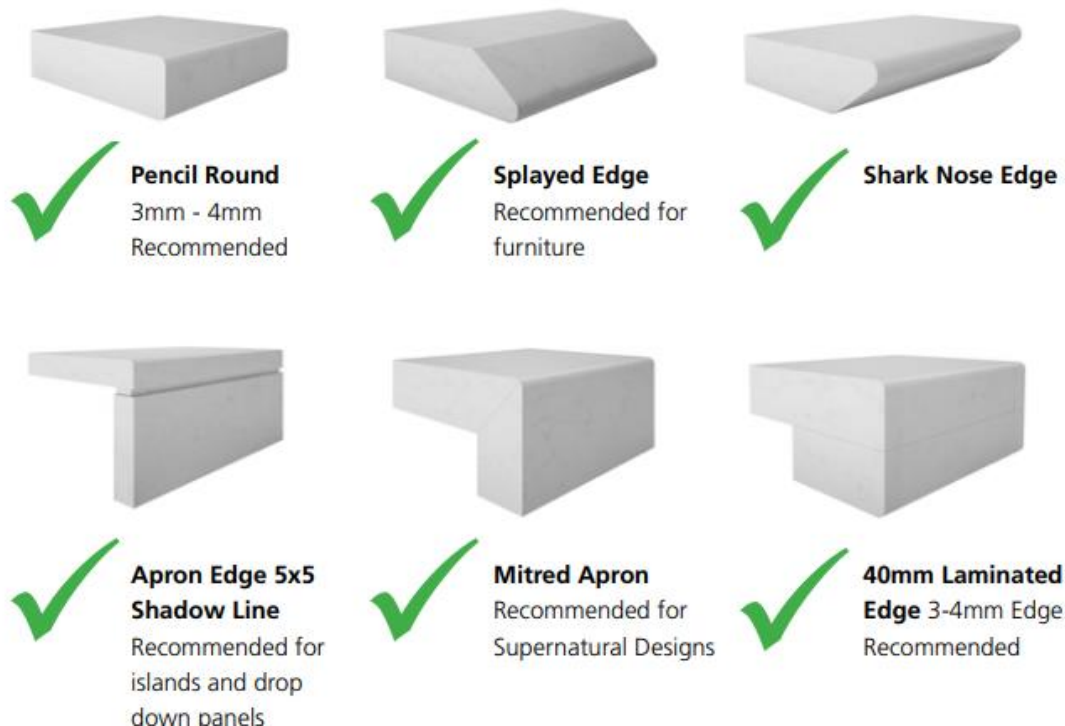 Pencil Round
3mm - 4mm
Recommended
Splayed Edge
Recommended for
furniture
Shark Nose Edge
Apron Edge 5x5
Shadow Line
Recommended for
islands and drop
down panels
Mitred Apron
Recommended for
Supernatural Designs
40mm Laminated
Edge 3-4mm Edge
Recommended